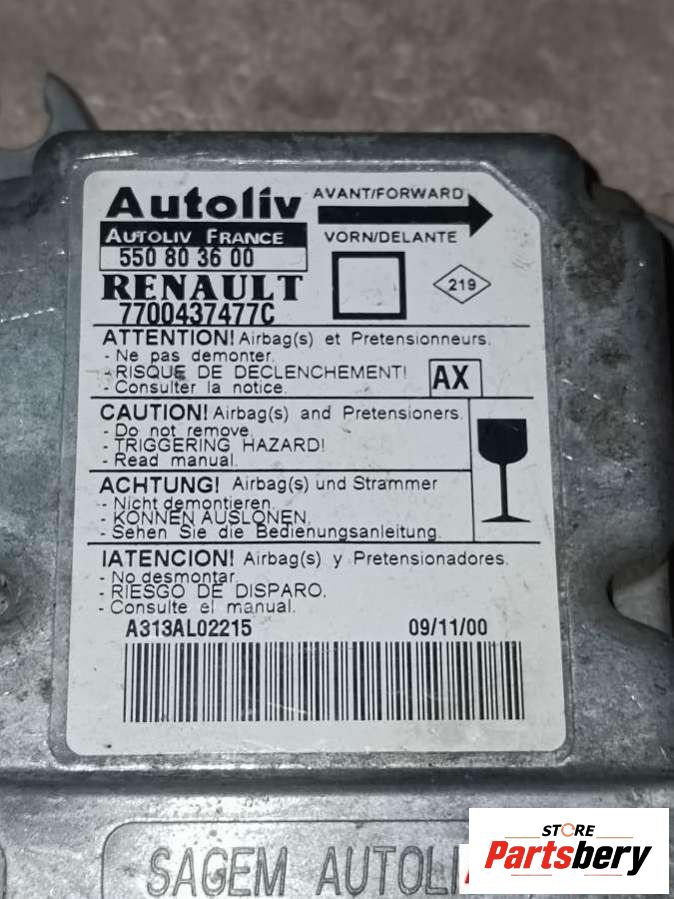 Autoliv
AVANT/FORWARD
AUTOLIV FRANCE
VORN/DELANTE
550 80 36 00
RENAULT
219
7700437477C
ATTENTION! Airbag(s) et Pretensionneurs.
- Ne pas demonter.
- RISQUE DE DECLENCHEMENT!
- Consulter la notice.
AX
CAUTION! Airbag(s) and Pretensioners.
- Do not remove.
- TRIGGERING HAZARD!
- Read manual.
ACHTUNG! Airbag(s) und Strammer
- Nicht demontieren.
- KONNEN AUSLONEN.
- Sehen Sie die Bedienungsanleitung.
IATENCION! Airbag(s) y Pretensionadores.
- No desmontar.
- RIESGO DE DISPARO.
- Consulte el manual.
A313AL02215 09/11/00
SAGEM AUTOLI
STORE
Partsbery